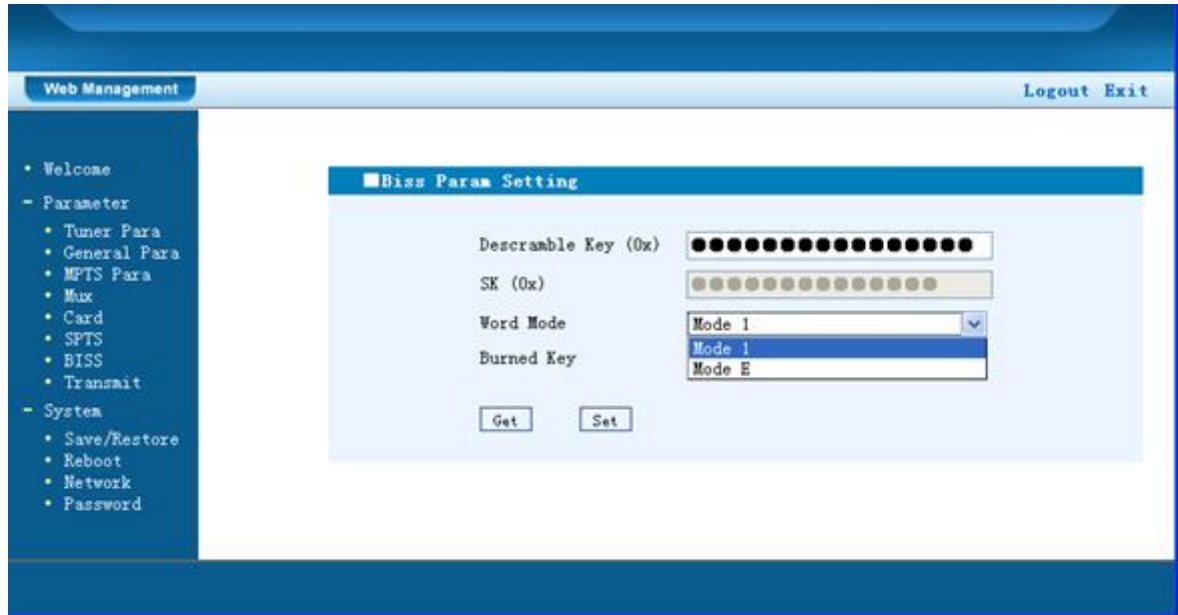 Web Management
Logout Exit
Welcome
Parameter
Tuner Para
General Para
MPTS Para
Mux
Card
SPTS
BISS
Transmit
System
Save/Restore
Reboot
Network
Password
Biss Param Setting
Descramble Key (0x)
SK (0x)
Word Mode
Mode 1
Mode 1
Mode E
Burned Key
Get Set